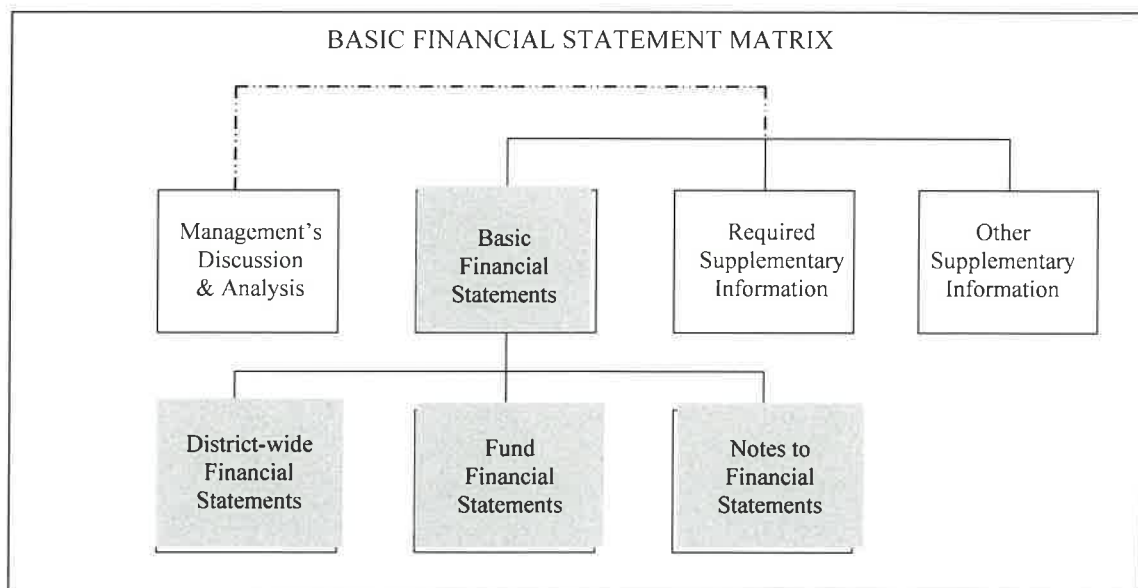 BASIC FINANCIAL STATEMENT MATRIX
Management's
Discussion
& Analysis
Basic
Financial
Statements
Required
Supplementary
Information
Other
Supplementary
Information
District-wide
Financial
Statements
Fund
Financial
Statements
Notes to
Financial
Statements